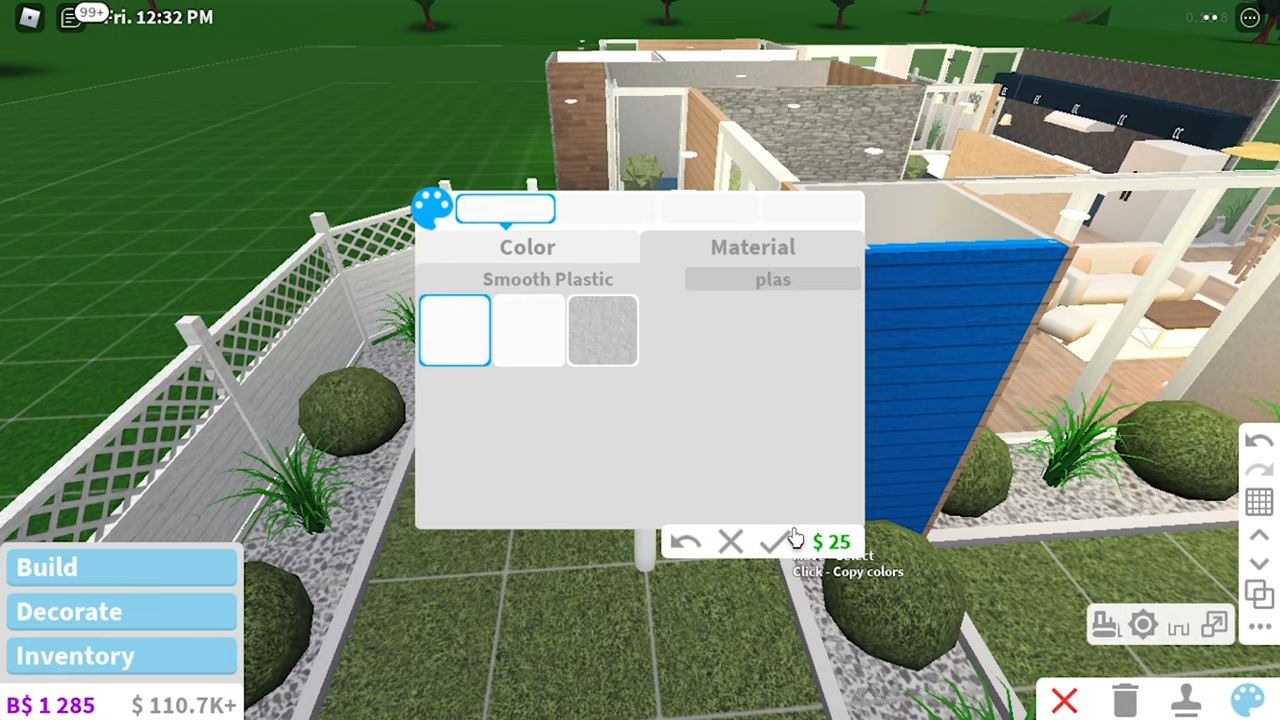 99+
Fri. 12:32 PM
Color
Material
Smooth Plastic
plas
$ 25
Click - Copy colors
Build
Decorate
Inventory
B$ 1 285
$ 110.7K+